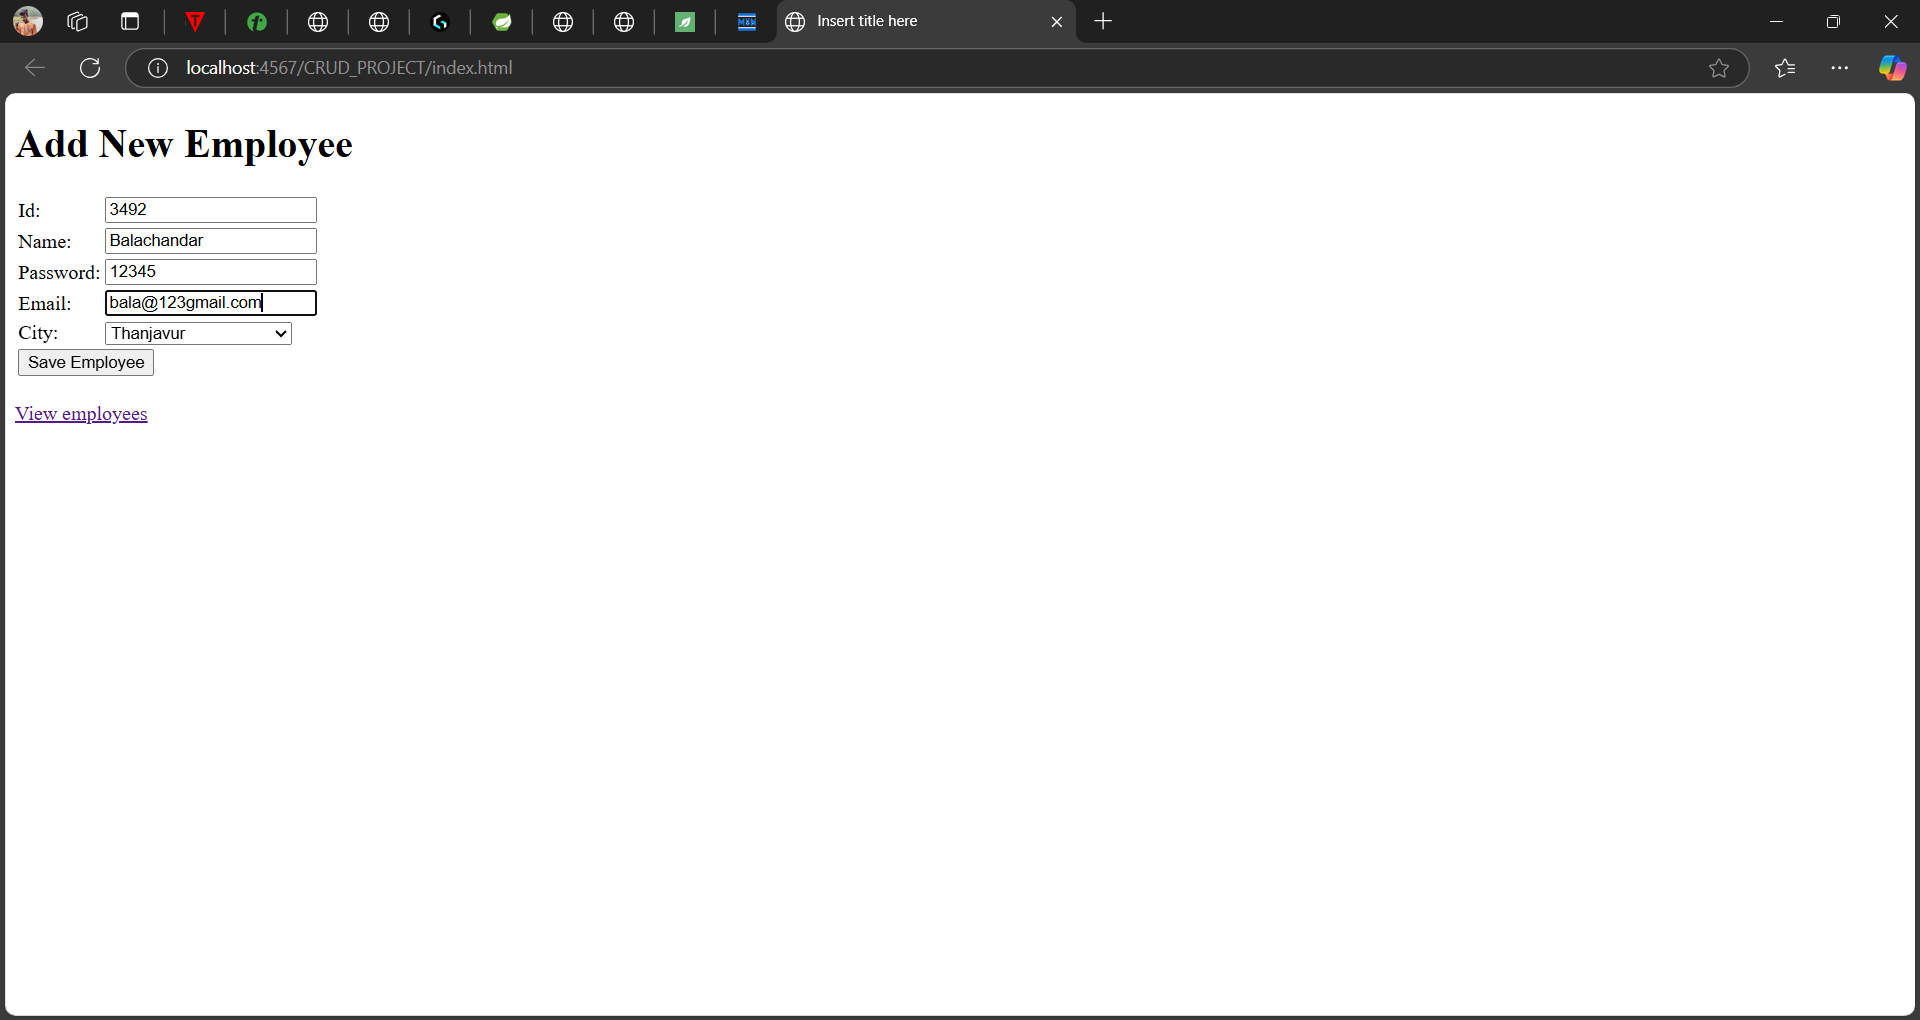 Insert title here
localhost:4567/CRUD_PROJECT/index.html
Add New Employee
Id: 3492
Name: Balachandar
Password: 12345
Email: bala@123gmail.com
City: Thanjavur
Save Employee
View employees